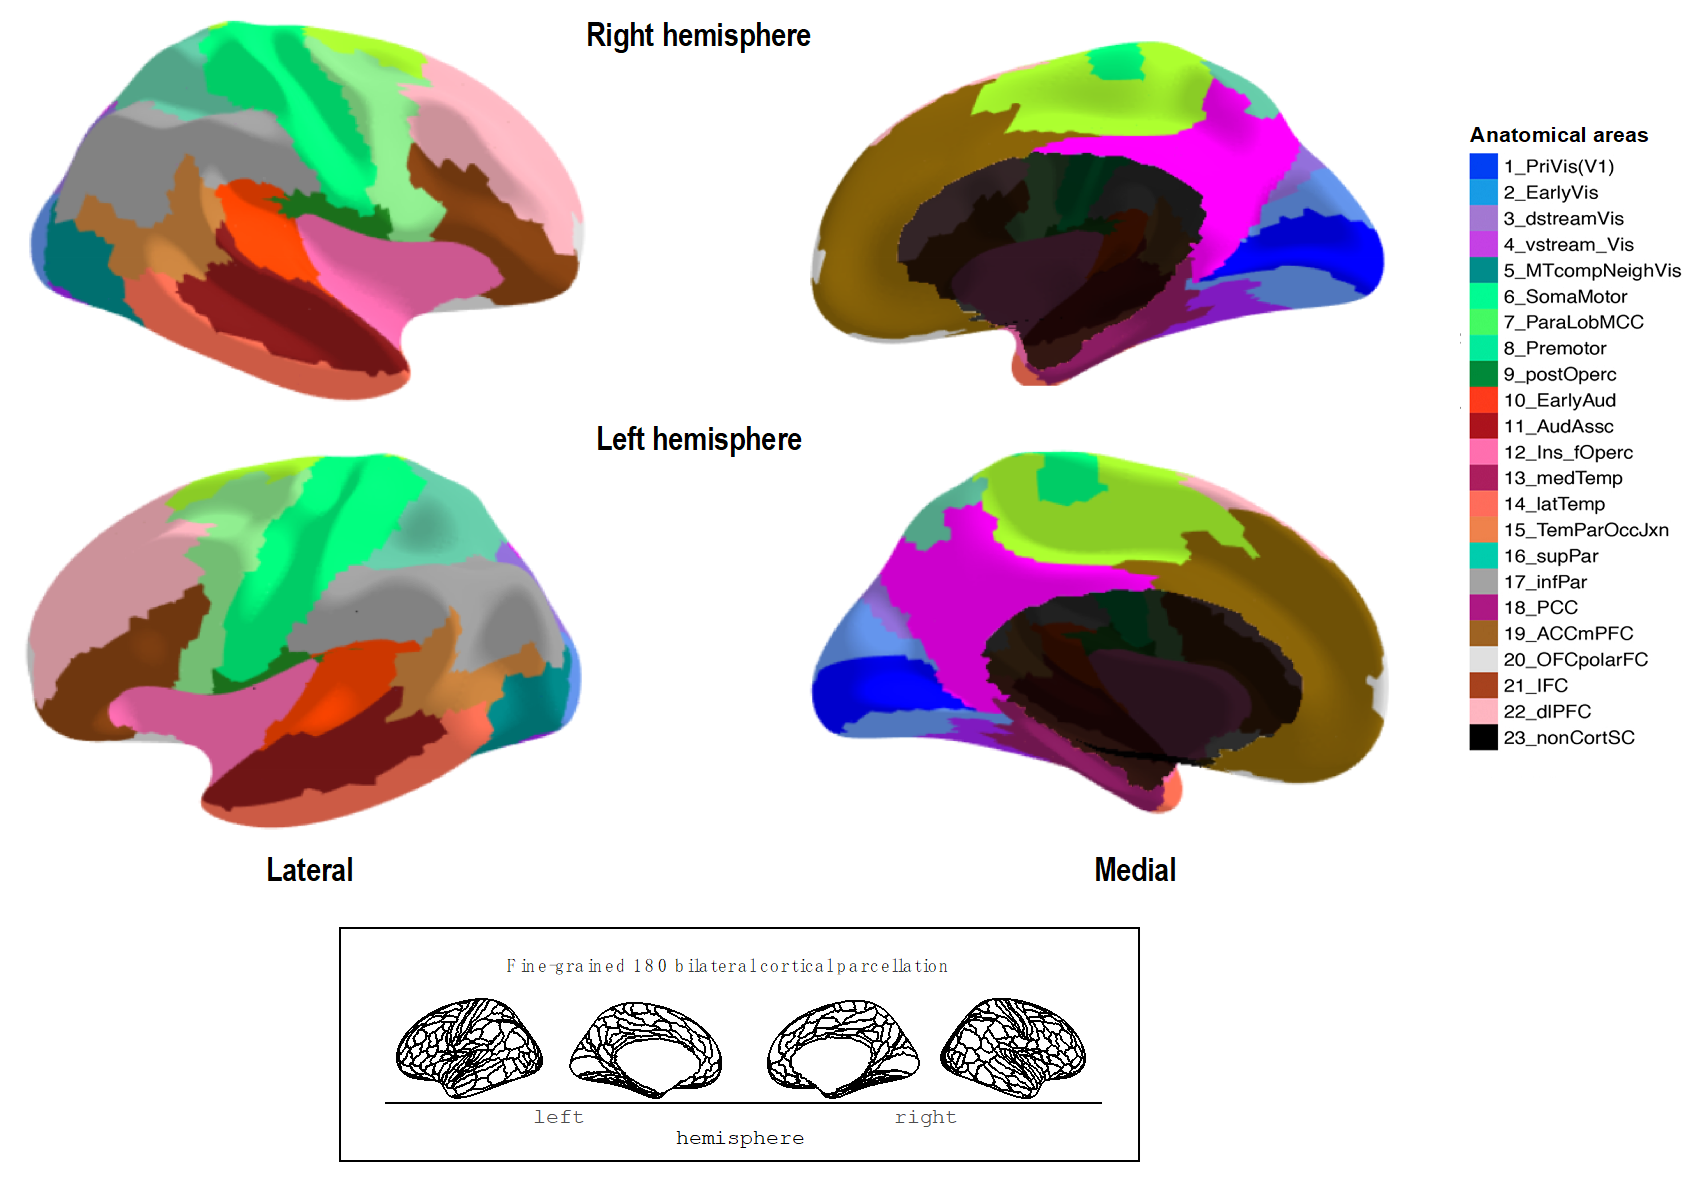 Right hemisphere
Left hemisphere
Lateral
Medial
Anatomical areas
1_PriVis(V1)
2_EarlyVis
3_dstreamVis
4_vstream_Vis
5_MTcompNeighVis
6_SomaMotor
7_ParaLobMCC
8_Premotor
9_postOperc
10_EarlyAud
11_AudAssc
12_Ins_fOperc
13_medTemp
14_latTemp
15_TemParOccJxn
16_supPar
17_infPar
18_PCC
19_ACCmPFC
20_OFCpolarFC
21_IFC
22_dlPFC
23_nonCortSC
Fine-grained 180 bilateral cortical parcellation
left right
hemisphere